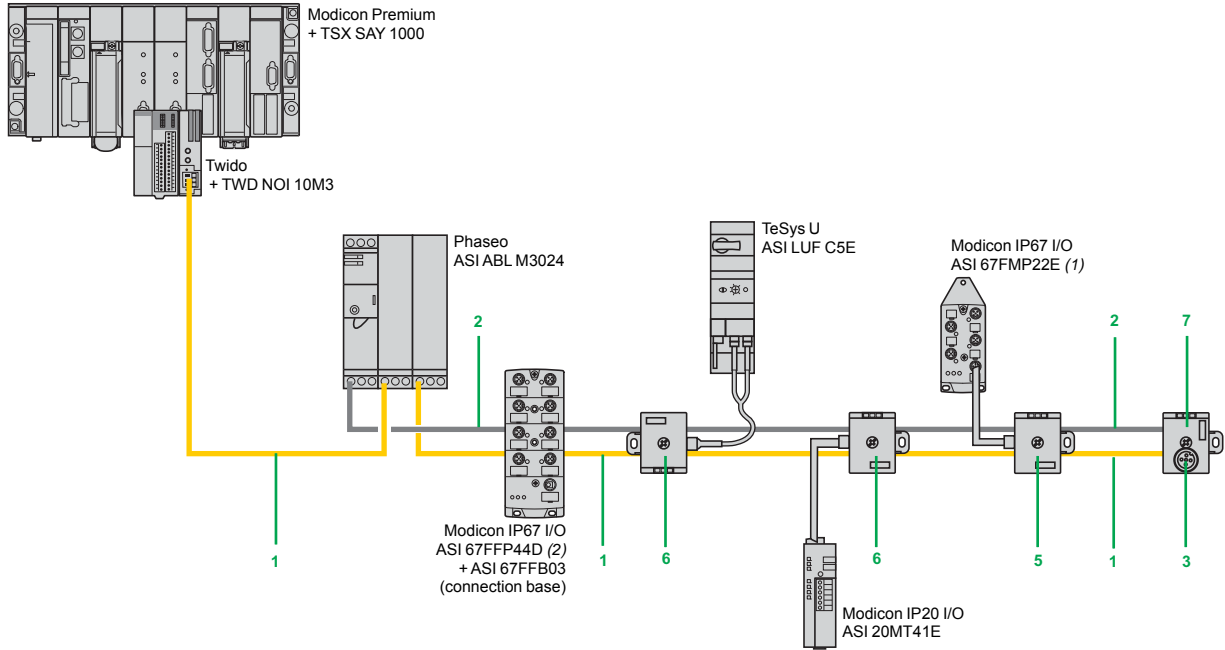 Modicon Premium
+ TSX SAY 1000
Twido
+ TWD NOI 10M3
Phaseo
ASI ABL M3024
TeSys U
ASI LUF C5E
Modicon IP67 I/O
ASI 67FMP22E (1)
2
2
7
1
Modicon IP67 I/O
ASI 67FFP44D (2)
+ ASI 67FFB03
(connection base)
1
6
6
5
1
3
Modicon IP20 I/O
ASI 20MT41E